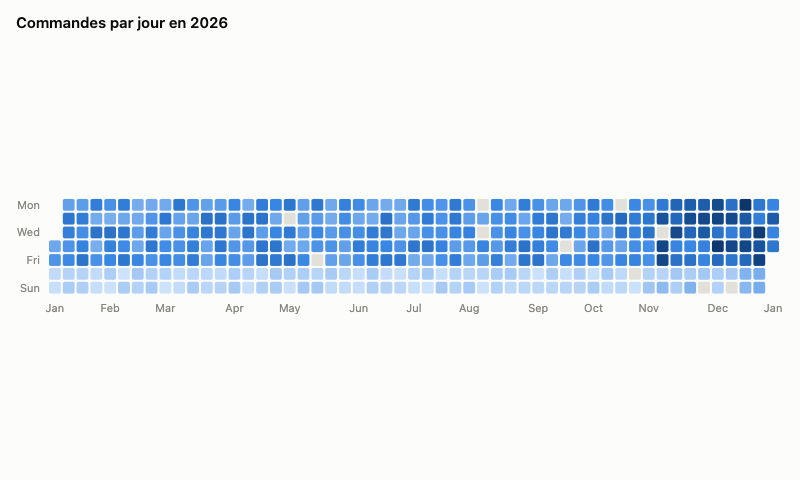 Commandes par jour en 2026
Mon
Wed
Fri
Sun
Jan Feb Mar Apr May Jun Jul Aug Sep Oct Nov Dec Jan